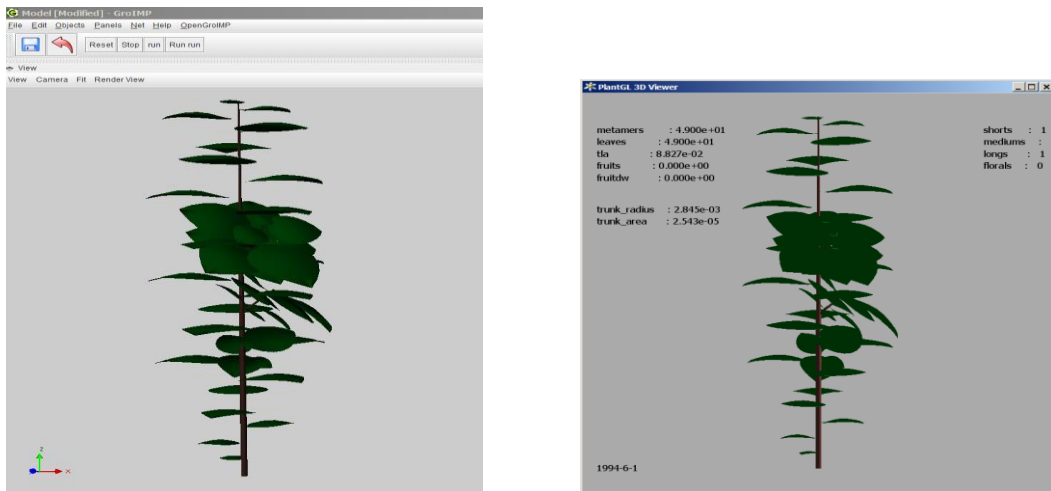 Model [Modified] - GroIMP
File Edit Objects Panels Net Help OpenGroIMP
Reset Stop run Run run
View
View Camera Fit Render View
z
x
PlantGL 3D Viewer
metamers : 4.900e+01
leaves : 4.900e+01
tla : 8.827e-02
fruits : 0.000e+00
fruitdw : 0.000e+00
trunk_radius : 2.845e-03
trunk_area : 2.543e-05
shorts : 1
mediums :
longs : 1
florals : 0
1994-6-1